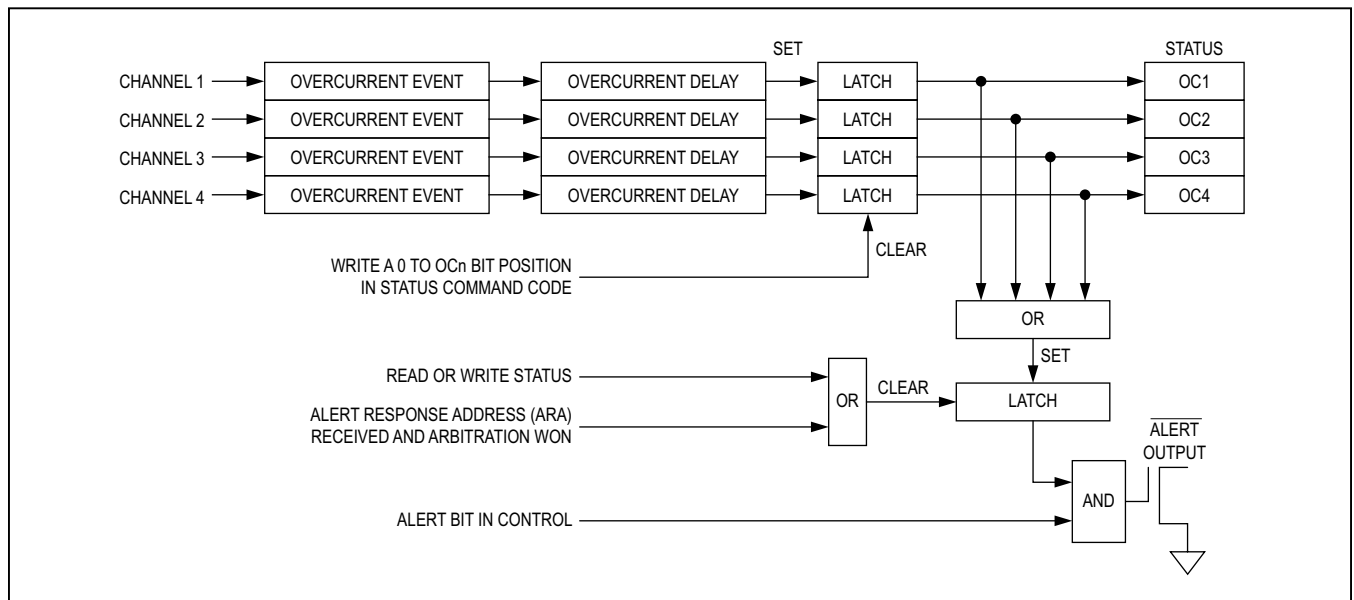 SET
STATUS
CHANNEL 1
OVERCURRENT EVENT
OVERCURRENT DELAY
LATCH
OC1
CHANNEL 2
OVERCURRENT EVENT
OVERCURRENT DELAY
LATCH
OC2
CHANNEL 3
OVERCURRENT EVENT
OVERCURRENT DELAY
LATCH
OC3
CHANNEL 4
OVERCURRENT EVENT
OVERCURRENT DELAY
LATCH
OC4
CLEAR
WRITE A 0 TO OCn BIT POSITION
IN STATUS COMMAND CODE
OR
SET
READ OR WRITE STATUS
OR
CLEAR
LATCH
ALERT RESPONSE ADDRESS (ARA)
RECEIVED AND ARBITRATION WON
ALERT
OUTPUT
AND
ALERT BIT IN CONTROL